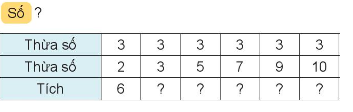 Số ?
Thừa số 3 3 3 3 3 3
Thừa số 2 3 5 7 9 10
Tích 6 ? ? ? ? ?